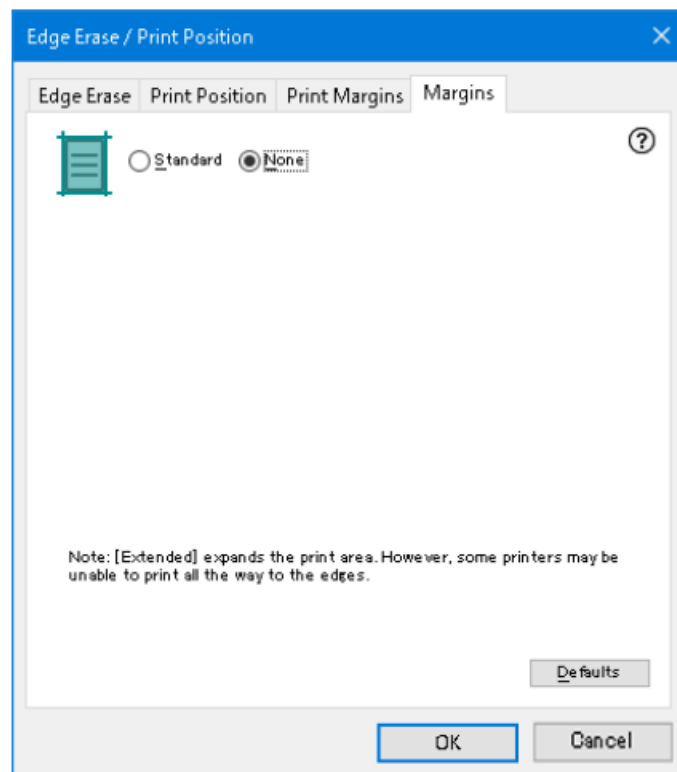 Edge Erase / Print Position
Edge Erase Print Position Print Margins Margins
Standard None
Note: [Extended] expands the print area. However, some printers may be
unable to print all the way to the edges.
Defaults
OK Cancel